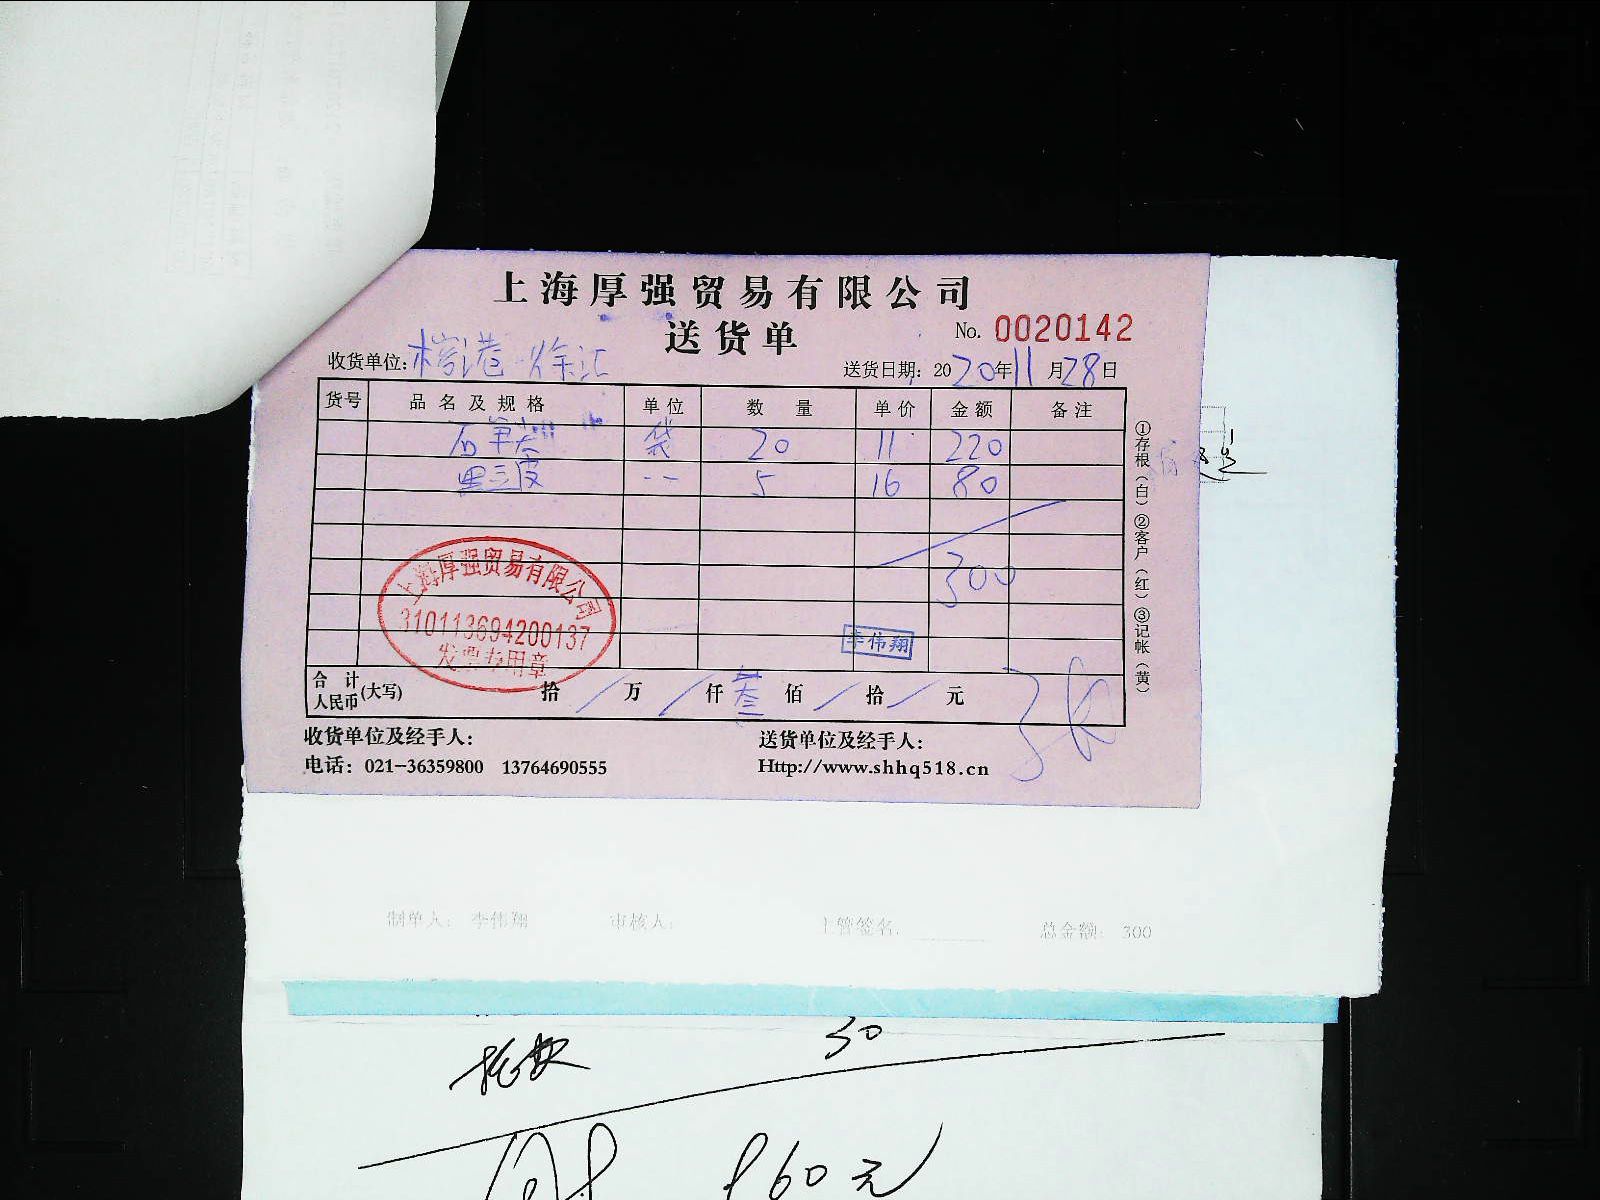 上海厚强贸易有限公司
送货单
No. 0020142
收货单位: 徐汇
送货日期: 2020年11月28日
货号 品名及规格 单位 数量 单价 金额 备注
袋 20 11 220
黑三皮 -- 5 16 80
300
上海厚强贸易有限公司
310113694200137
发票专用章
李伟翔
合计人民币(大写) 拾 / 万 / 仟 叁 佰 / 拾 / 元
收货单位及经手人:
送货单位及经手人:
电话: 021-36359800 13764690555
Http://www.shhq518.cn
①存根(白)②客户(红)③记帐(黄)
制单人: 李伟翔 审核人: 主管签名: 总金额: 300
50
60元